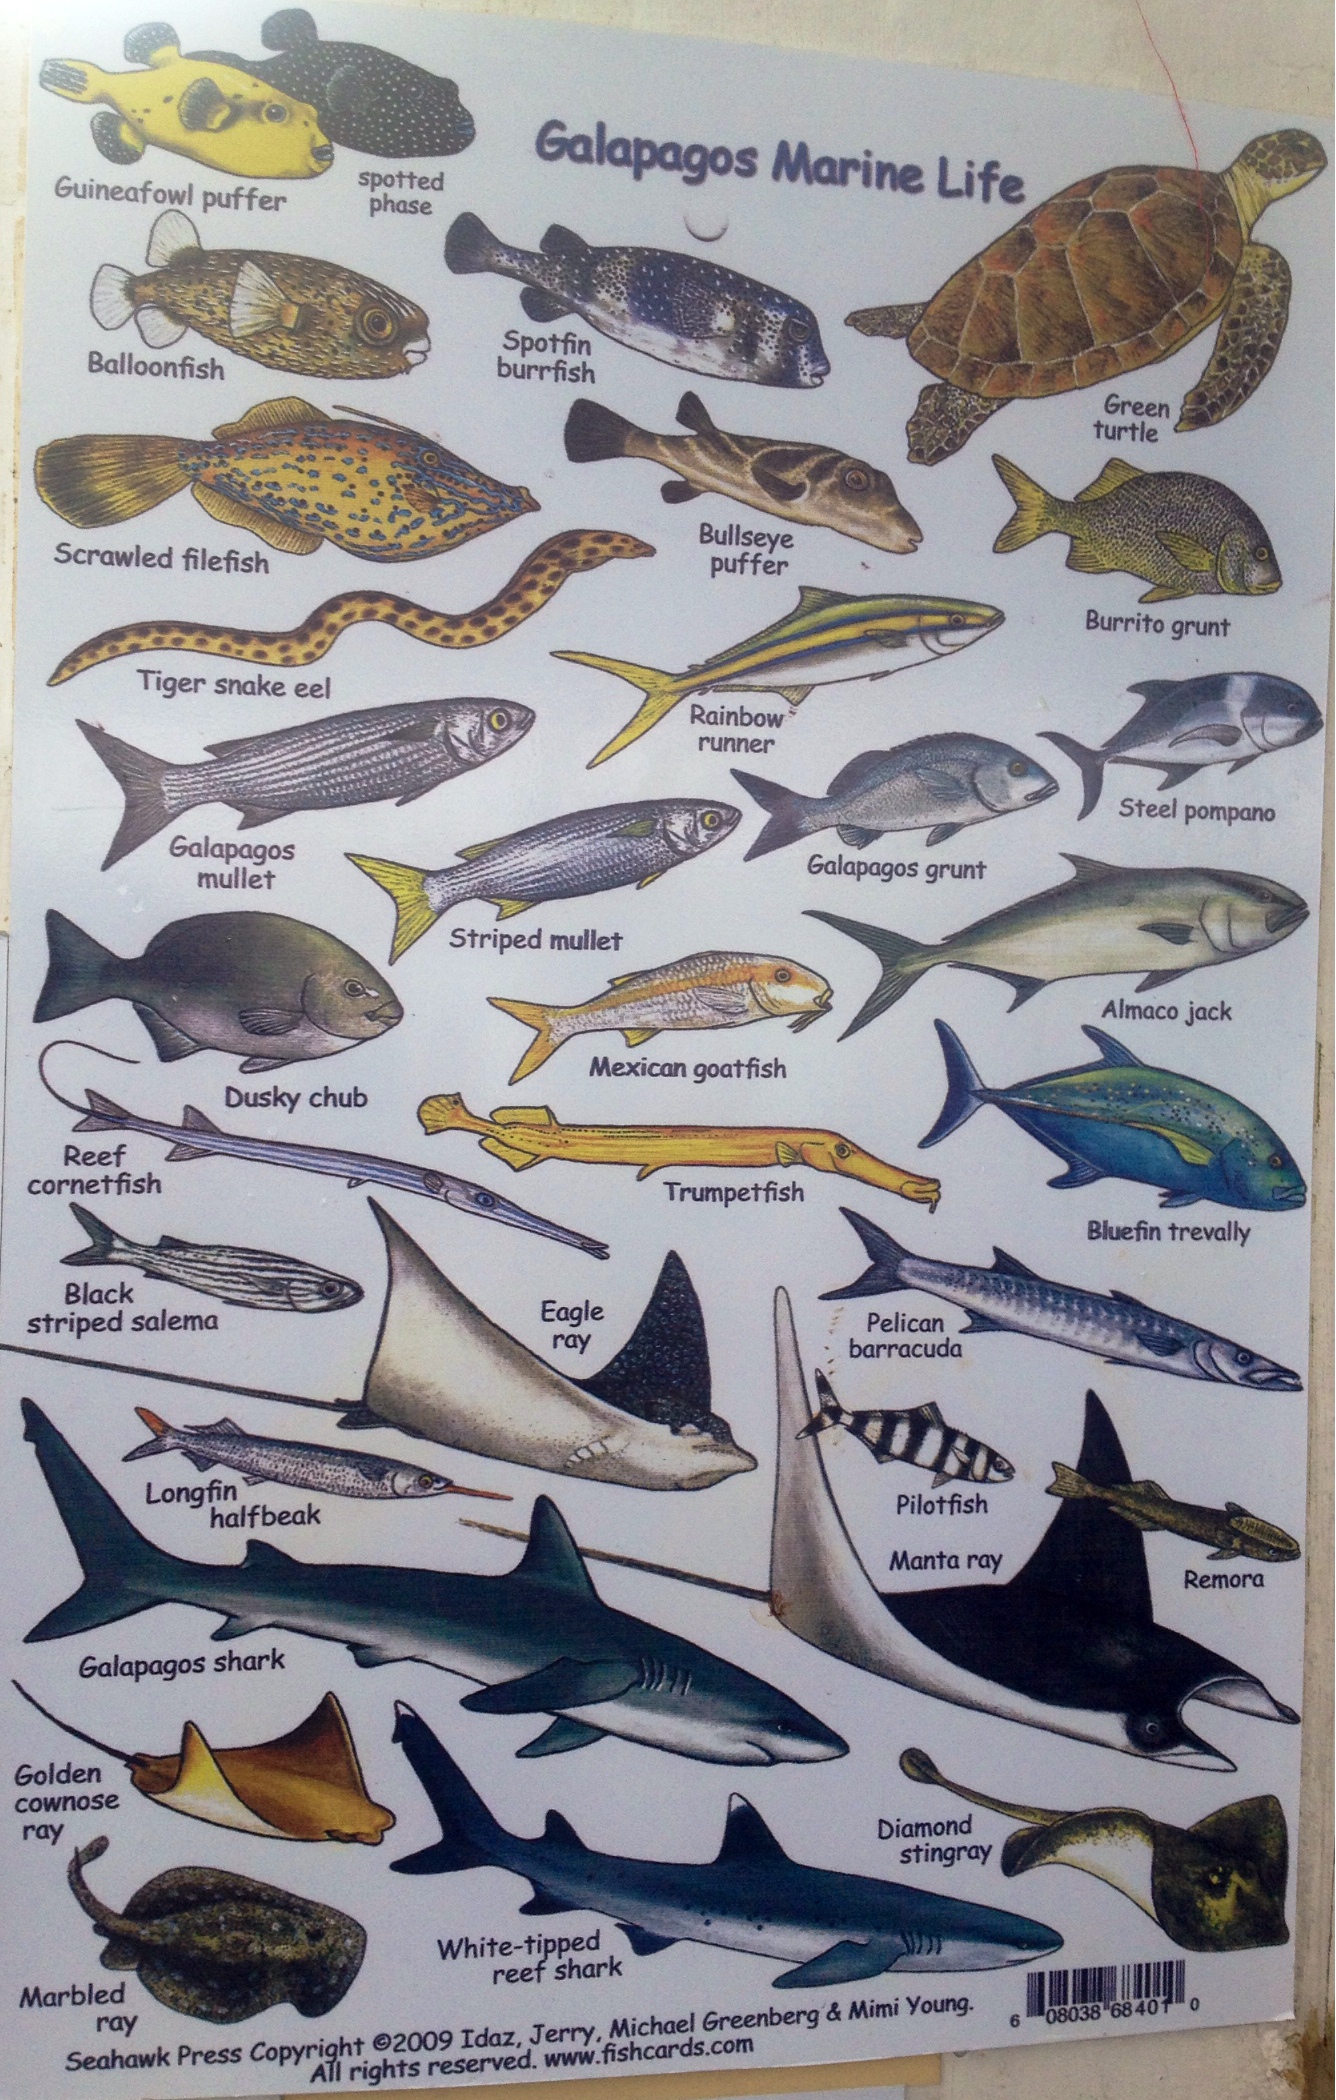 Galapagos Marine Life
Guineafowl puffer
spotted
phase
Balloonfish
Spotfin
burrfish
Green
turtle
Scrawled filefish
Bullseye
puffer
Burrito grunt
Tiger snake eel
Rainbow
runner
Steel pompano
Galapagos
mullet
Galapagos grunt
Striped mullet
Almaco jack
Mexican goatfish
Dusky chub
Reef
cornetfish
Trumpetfish
Bluefin trevally
Black
striped salema
Eagle
ray
Pelican
barracuda
Longfin
halfbeak
Pilotfish
Manta ray
Remora
Galapagos shark
Golden
cownose
ray
Diamond
stingray
White-tipped
reef shark
Marbled
ray
6 08038 68401 0
Seahawk Press Copyright ©2009 Idaz, Jerry, Michael Greenberg & Mimi Young.
All rights reserved. www.fishcards.com